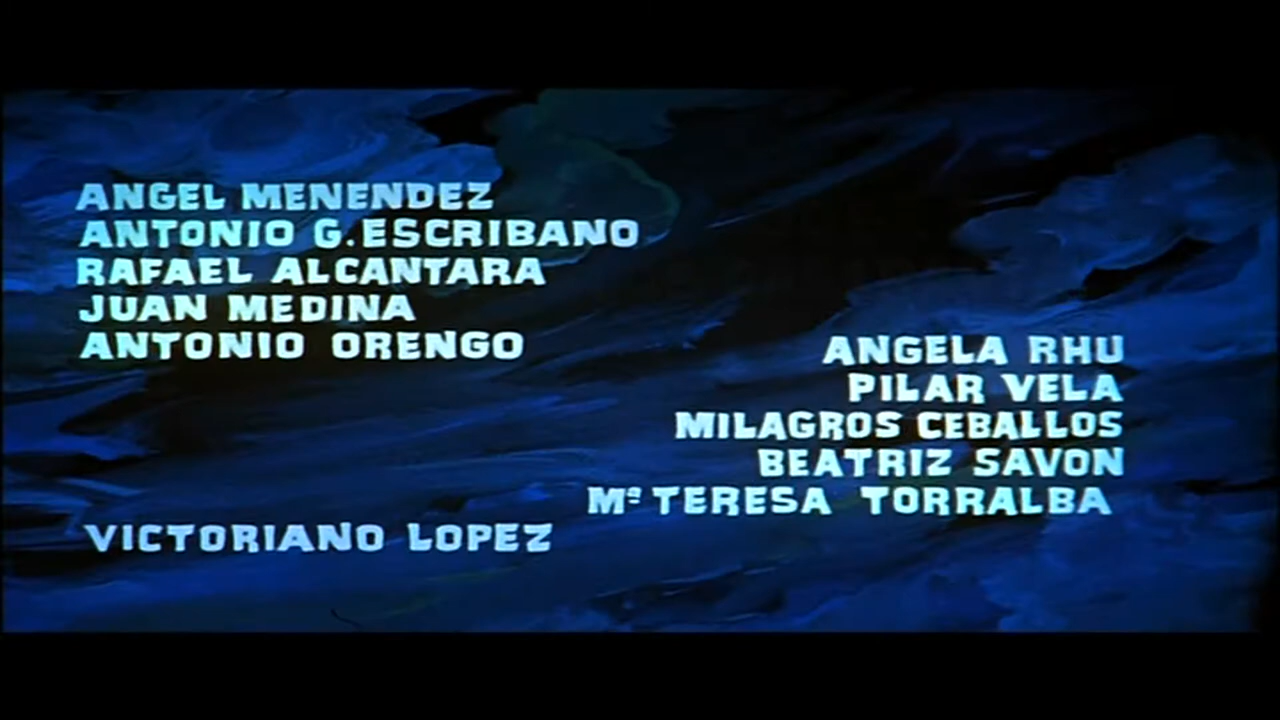 ANGEL MENENDEZ
ANTONIO G. ESCRIBANO
RAFAEL ALCANTARA
JUAN MEDINA
ANTONIO ORENGO
ANGELA RHU
PILAR VELA
MILAGROS CEBALLOS
BEATRIZ SAVON
Mª TERESA TORRALBA
VICTORIANO LOPEZ